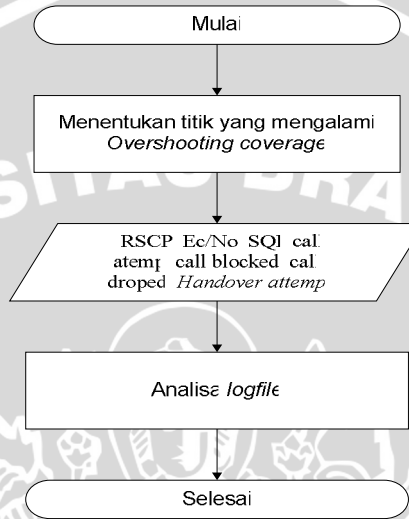 Mulai
Menentukan titik yang mengalami
Overshooting coverage
RSCP Ec/No SQI call
atemp call blocked call
droped Handover attemp
Analisa logfile
Selesai